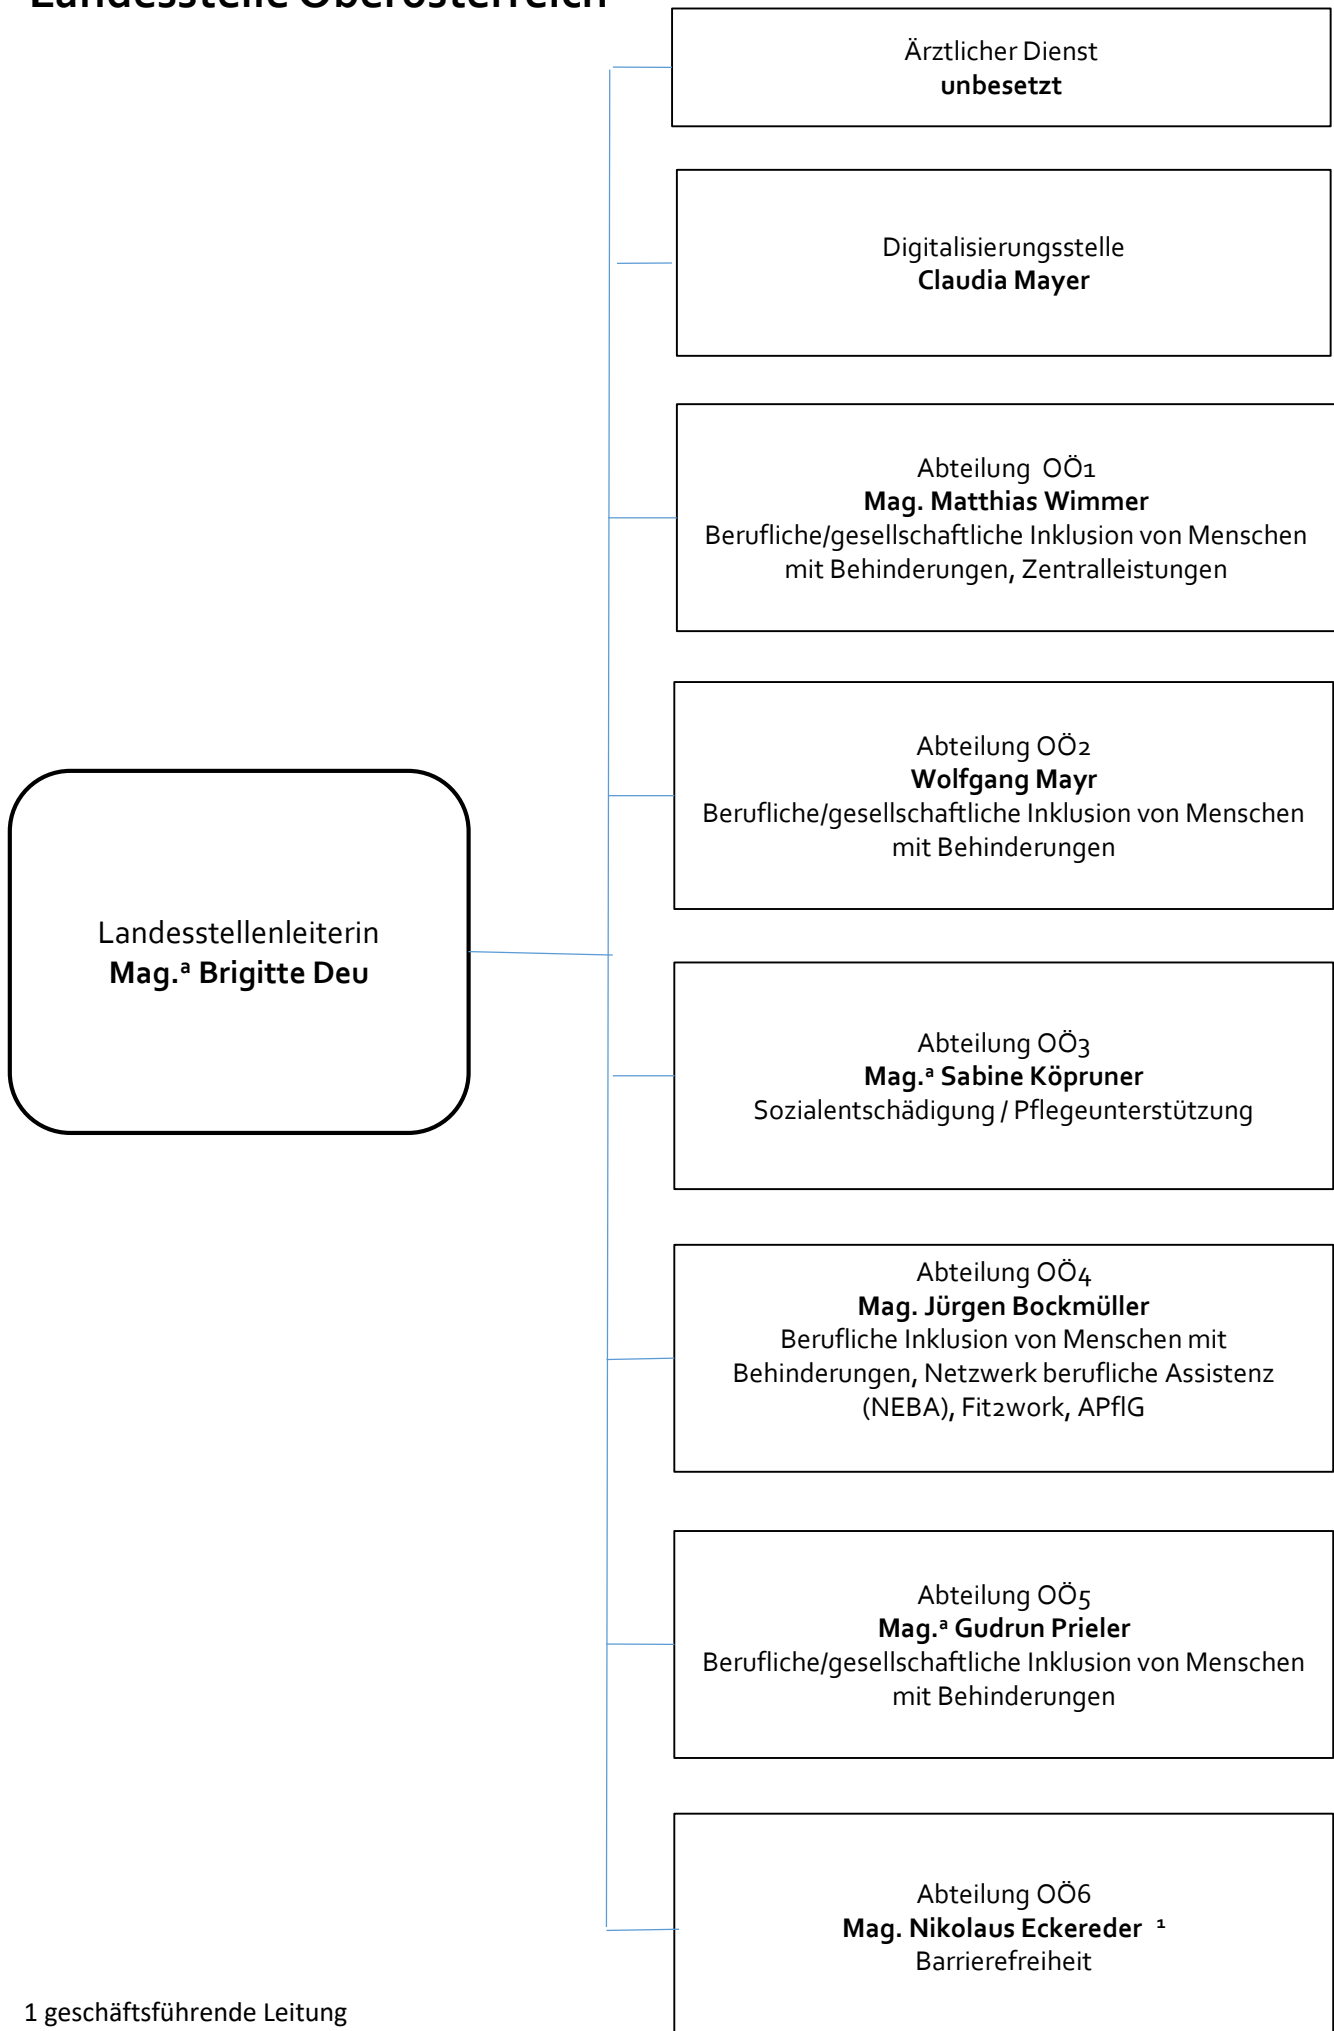 Landesstelle Oberösterreich
Ärztlicher Dienst
unbesetzt
Digitalisierungsstelle
Claudia Mayer
Abteilung OÖ1
Mag. Matthias Wimmer
Berufliche/gesellschaftliche Inklusion von Menschen
mit Behinderungen, Zentralleistungen
Abteilung OÖ2
Wolfgang Mayr
Berufliche/gesellschaftliche Inklusion von Menschen
mit Behinderungen
Landesstellenleiterin
Mag.ª Brigitte Deu
Abteilung OÖ3
Mag.ª Sabine Köpruner
Sozialentschädigung / Pflegeunterstützung
Abteilung OÖ4
Mag. Jürgen Bockmüller
Berufliche Inklusion von Menschen mit
Behinderungen, Netzwerk berufliche Assistenz
(NEBA), Fit2work, APflG
Abteilung OÖ5
Mag.ª Gudrun Prieler
Berufliche/gesellschaftliche Inklusion von Menschen
mit Behinderungen
Abteilung OÖ6
Mag. Nikolaus Eckereder ¹
Barrierefreiheit
1 geschäftsführende Leitung